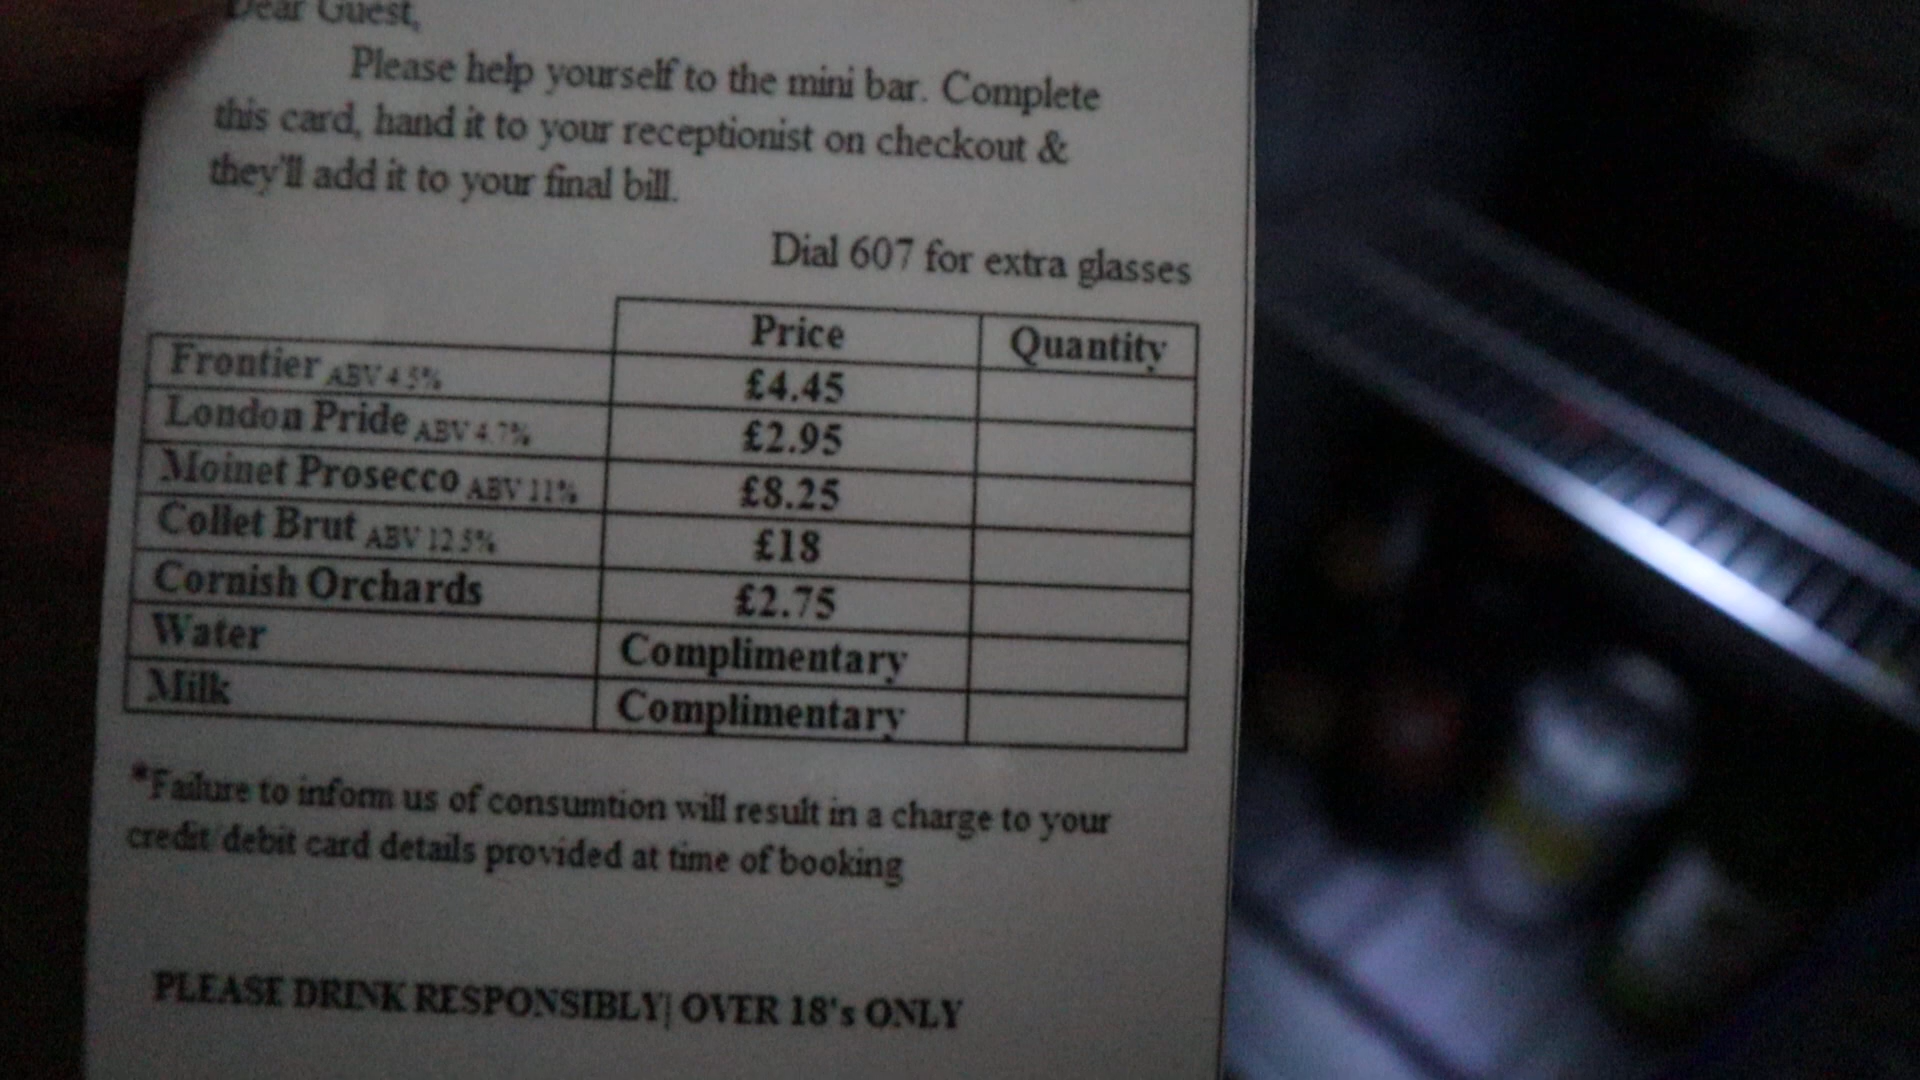 Dear Guest,
Please help yourself to the mini bar. Complete
this card, hand it to your receptionist on checkout &
they'll add it to your final bill.
Dial 607 for extra glasses
Price Quantity
Frontier ABV 4.5% £4.45
London Pride ABV 4.7% £2.95
Moinet Prosecco ABV 11% £8.25
Collet Brut ABV 12.5% £18
Cornish Orchards £2.75
Water Complimentary
Milk Complimentary
*Failure to inform us of consumtion will result in a charge to your
credit/debit card details provided at time of booking
PLEASE DRINK RESPONSIBLY| OVER 18's ONLY